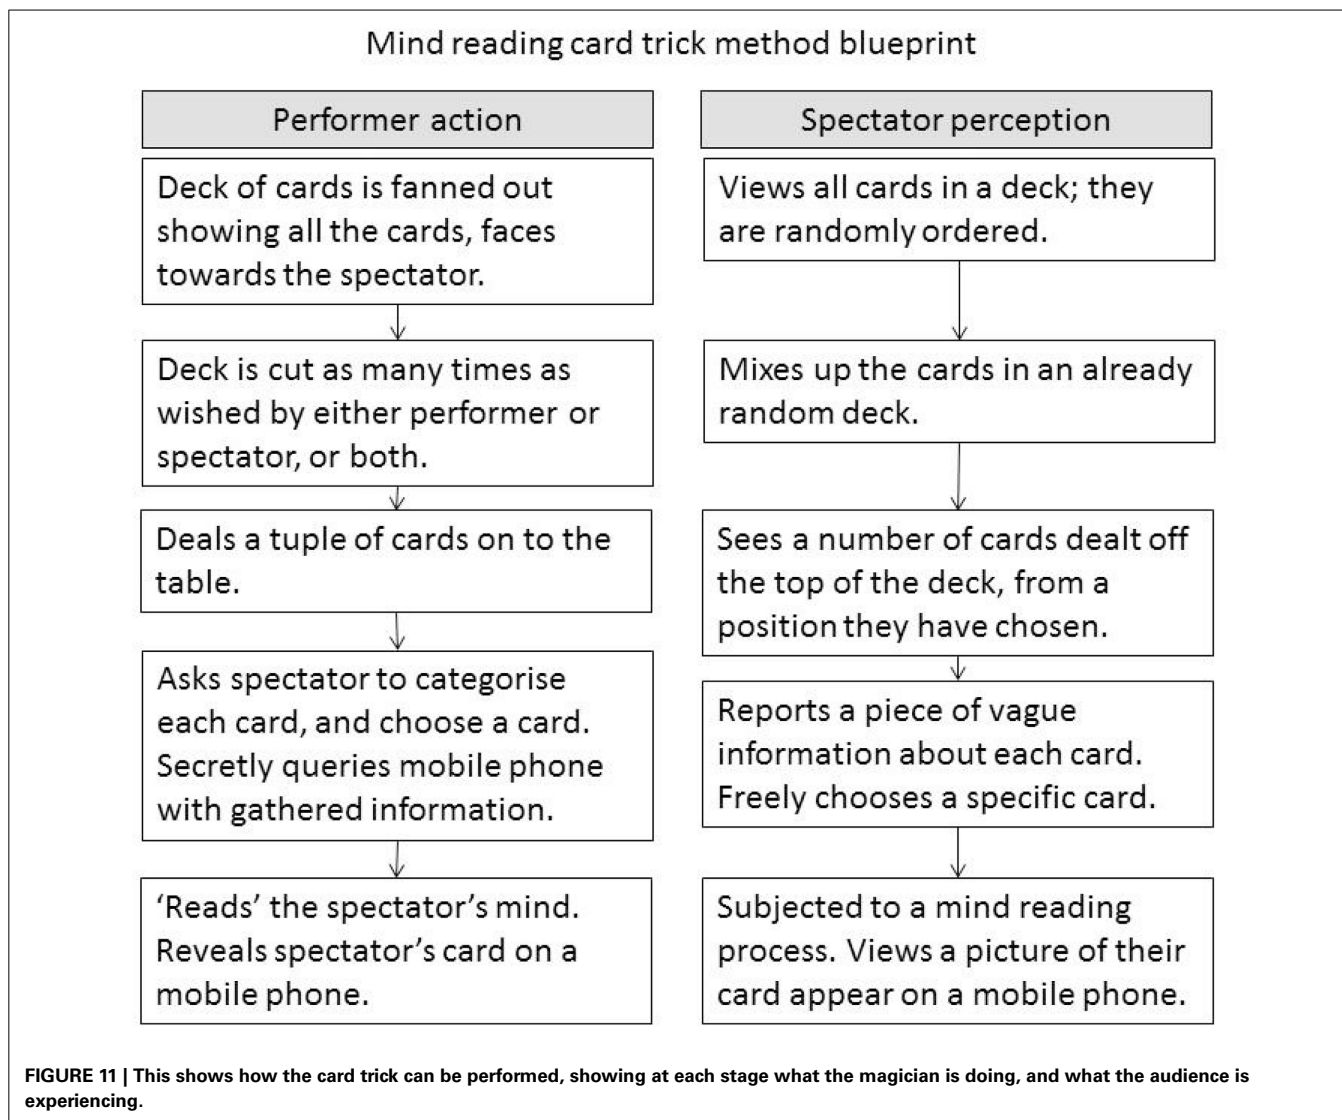 Mind reading card trick method blueprint
Performer action
Deck of cards is fanned out
showing all the cards, faces
towards the spectator.
Deck is cut as many times as
wished by either performer or
spectator, or both.
Deals a tuple of cards on to the
table.
Asks spectator to categorise
each card, and choose a card.
Secretly queries mobile phone
with gathered information.
‘Reads’ the spectator’s mind.
Reveals spectator’s card on a
mobile phone.
Spectator perception
Views all cards in a deck; they
are randomly ordered.
Mixes up the cards in an already
random deck.
Sees a number of cards dealt off
the top of the deck, from a
position they have chosen.
Reports a piece of vague
information about each card.
Freely chooses a specific card.
Subjected to a mind reading
process. Views a picture of their
card appear on a mobile phone.
FIGURE 11 | This shows how the card trick can be performed, showing at each stage what the magician is doing, and what the audience is
experiencing.